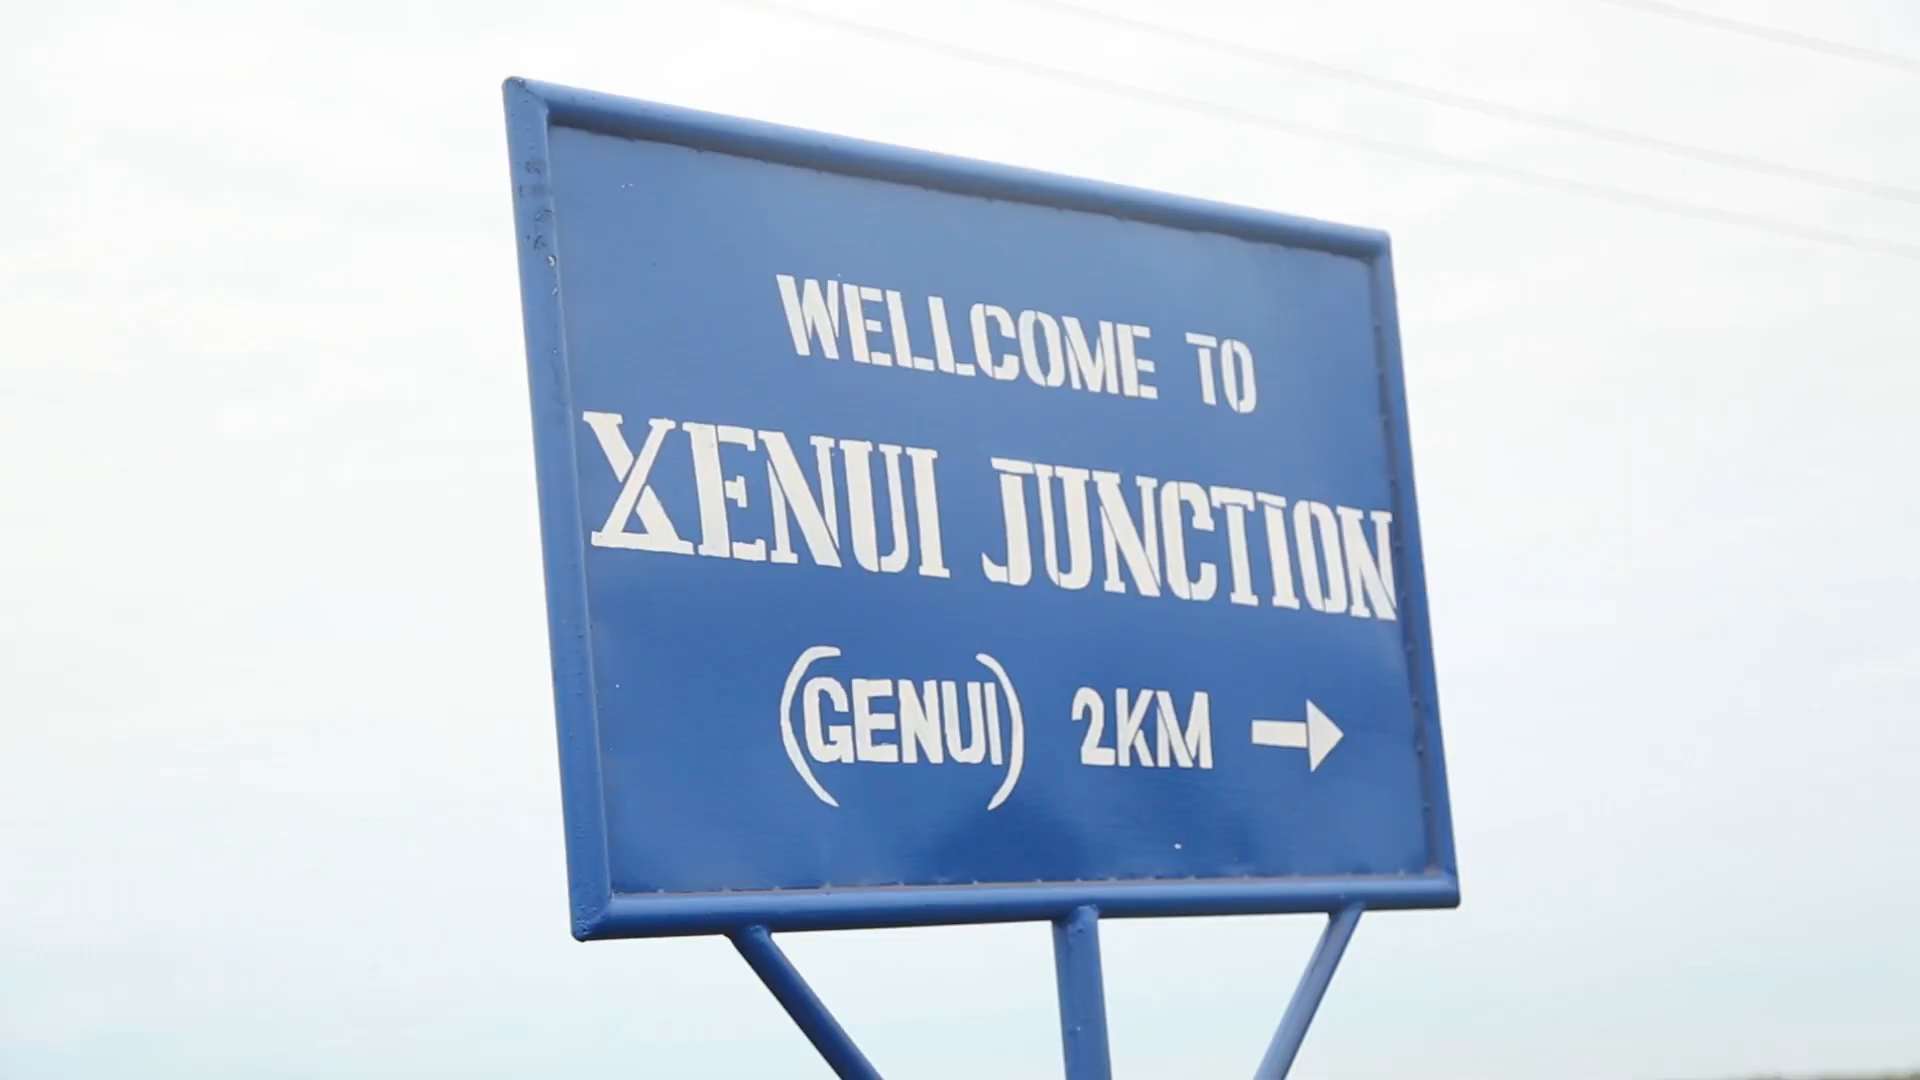 WELLCOME TO
XENUI JUNCTION
(GENUI) 2KM →